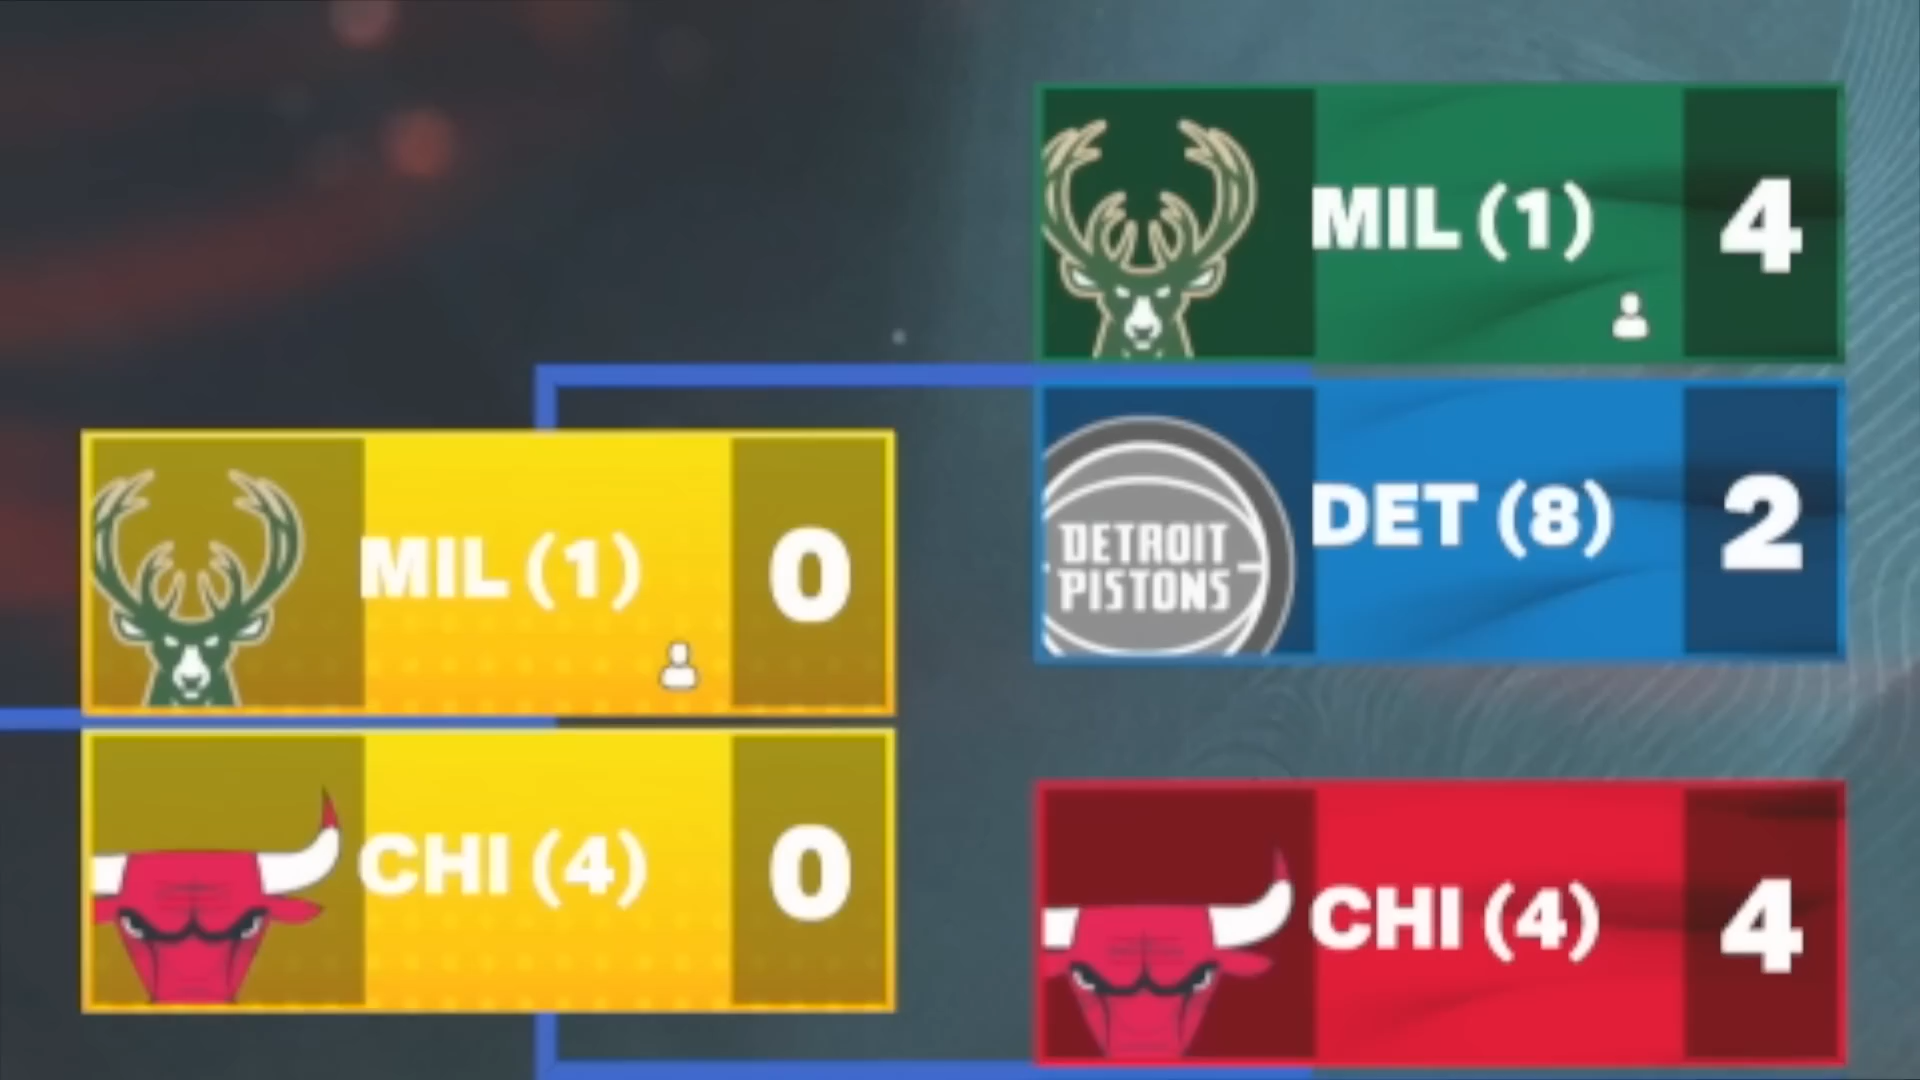 MIL (1) 4
DETROIT
PISTONS
DET (8) 2
MIL (1) 0
CHI (4) 0
CHI (4) 4